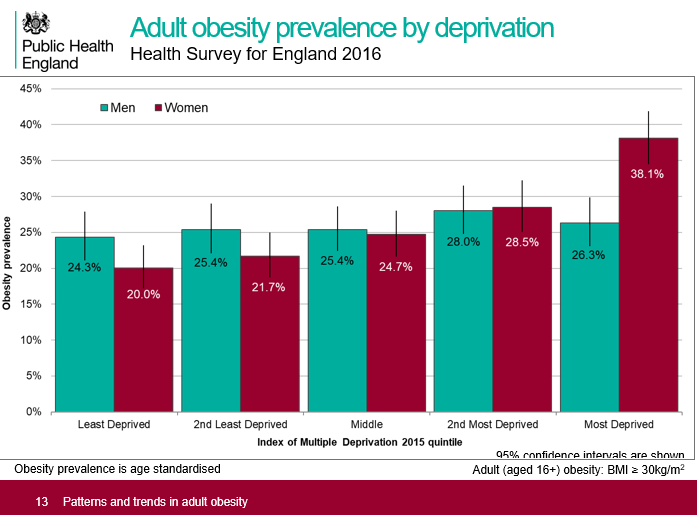 Public Health
England
Adult obesity prevalence by deprivation
Health Survey for England 2016
Men
Women
Obesity prevalence
45%
40%
35%
30%
25%
20%
15%
10%
5%
0%
24.3%
20.0%
25.4%
21.7%
25.4%
24.7%
28.0%
28.5%
26.3%
38.1%
Least Deprived
2nd Least Deprived
Middle
2nd Most Deprived
Most Deprived
Index of Multiple Deprivation 2015 quintile
95% confidence intervals are shown
Obesity prevalence is age standardised
Adult (aged 16+) obesity: BMI ≥ 30kg/m²
13 Patterns and trends in adult obesity